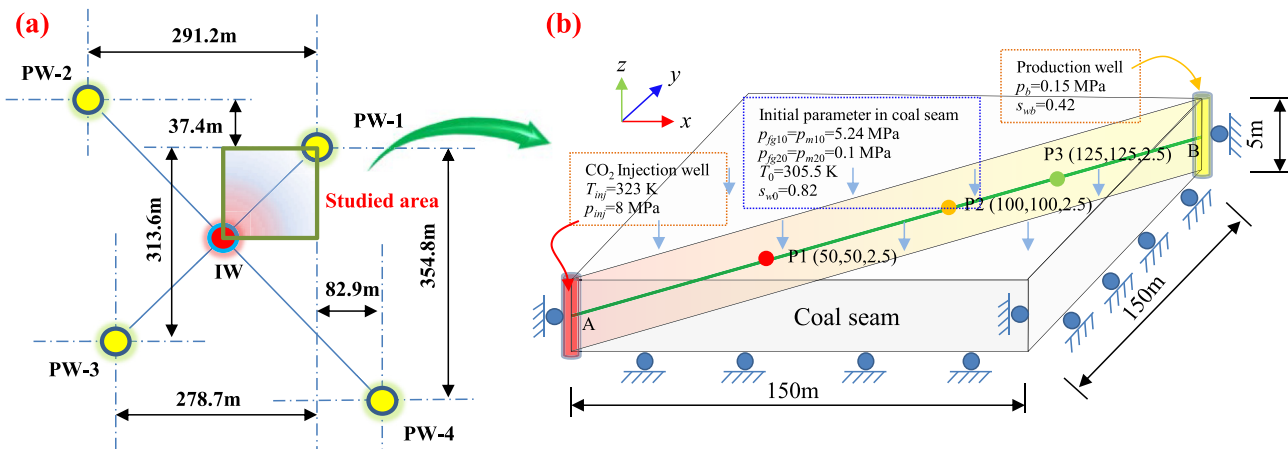 (a)
291.2m
PW-2
37.4m
PW-1
Studied area
313.6m
IW
354.8m
82.9m
PW-3
278.7m
PW-4
(b)
z
y
x
Production well
p_b=0.15 MPa
s_wb=0.42
Initial parameter in coal seam
p_fg10=p_m10=5.24 MPa
p_fg20=p_m20=0.1 MPa
T_0=305.5 K
s_w0=0.82
CO₂ Injection well
T_inj=323 K
p_inj=8 MPa
5m
B
P3 (125,125,2.5)
P2 (100,100,2.5)
P1 (50,50,2.5)
A
Coal seam
150m
150m